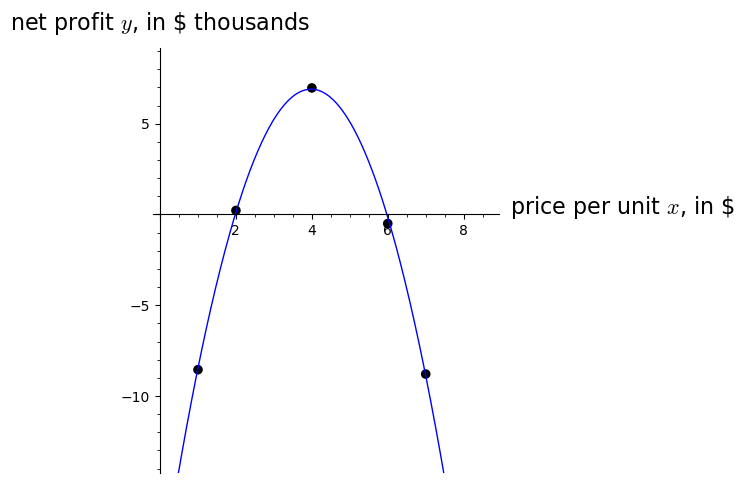 net profit y, in $ thousands
5
price per unit x, in $
2 4 6 8
−5
−10